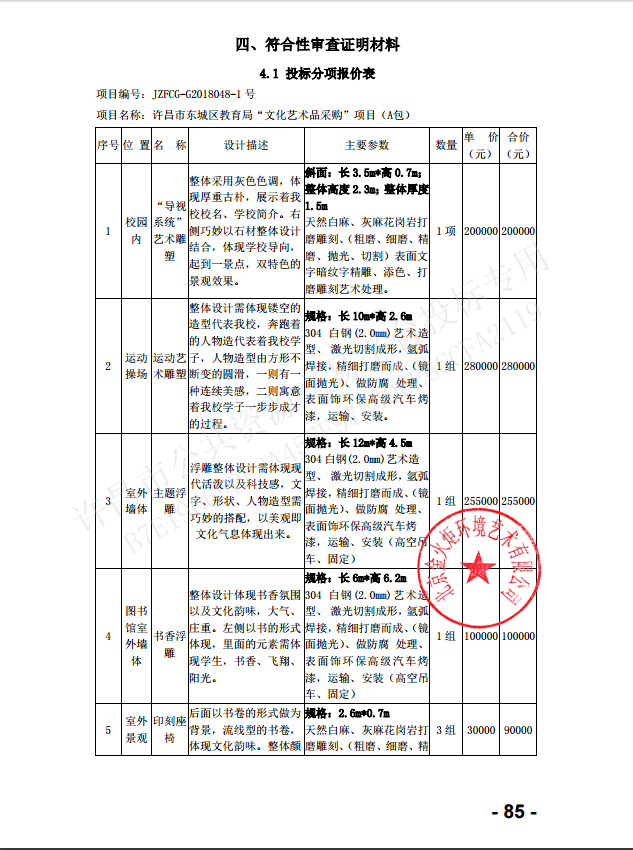 四、符合性审查证明材料
4.1 投标分项报价表
项目编号：JZFCG-G2018048-1号
项目名称：许昌市东城区教育局“文化艺术品采购”项目（A包）
序号 位 置 名 称 设计描述 主要参数 数量 单 价（元） 合价（元）
1
校园
内
“导视
系统”
艺术雕
塑
整体采用灰色色调，体
现厚重古朴，展示着我
校校名、学校简介。右
侧巧妙以石材整体设计
结合，体现学校导向，
起到一景点，双特色的
景观效果。
斜面：长3.5m*高0.7m；
整体高度2.3m；整体厚度
1.5m
天然白麻、灰麻花岗岩打
磨雕刻、（粗磨、细磨、精
磨、抛光、切割）表面文
字暗纹字精雕、添色、打
磨雕刻艺术处理。
1项
200000
200000
2
运动
操场
运动艺
术雕塑
整体设计需体现镂空的
造型代表我校，奔跑着
的人物造代表着我校学
子，人物造型由方形不
断变的圆滑，一则有一
种连续美感，二则寓意
着我校学子一步步成才
的过程。
规格：长10m*高2.6m
304 白钢(2.0mm)艺术造
型、 激光切割成形，氩弧
焊接，精细打磨而成、（镜
面抛光）、做防腐 处理、
表面饰环保高级汽车烤
漆，运输、安装。
1组
280000
280000
3
室外
墙体
主题浮
雕
浮雕整体设计需体现现
代活泼以及科技感，文
字、形状、人物造型需
巧妙的搭配，以美观即
文化气息体现出来。
规格：长12m*高4.5m
304白钢(2.0mm)艺术造
型、 激光切割成形，氩弧
焊接，精细打磨而成、（镜
面抛光）、做防腐 处理、
表面饰环保高级汽车烤
漆，运输、安装（高空吊
车、固定）
1组
255000
255000
4
图书
馆室
外墙
体
书香浮
雕
整体设计体现书香氛围
以及文化韵味，大气、
庄重。左侧以书的形式
体现，里面的元素需体
现学生，书香、飞翔、
阳光。
规格：长6m*高6.2m
304 白钢(2.0mm)艺术造
型、 激光切割成形，氩弧
焊接，精细打磨而成、（镜
面抛光）、做防腐 处理、
表面饰环保高级汽车烤
漆，运输、安装（高空吊
车、固定）
1组
100000
100000
北京金火炬环境艺术有限公司
5
室外
景观
印刻座
椅
后面以书卷的形式做为
背景，流线型的书卷，
体现文化韵味。整体颜
规格：2.6m*0.7m
天然白麻、灰麻花岗岩打
磨雕刻、（粗磨、细磨、精
3组
30000
90000
- 85 -